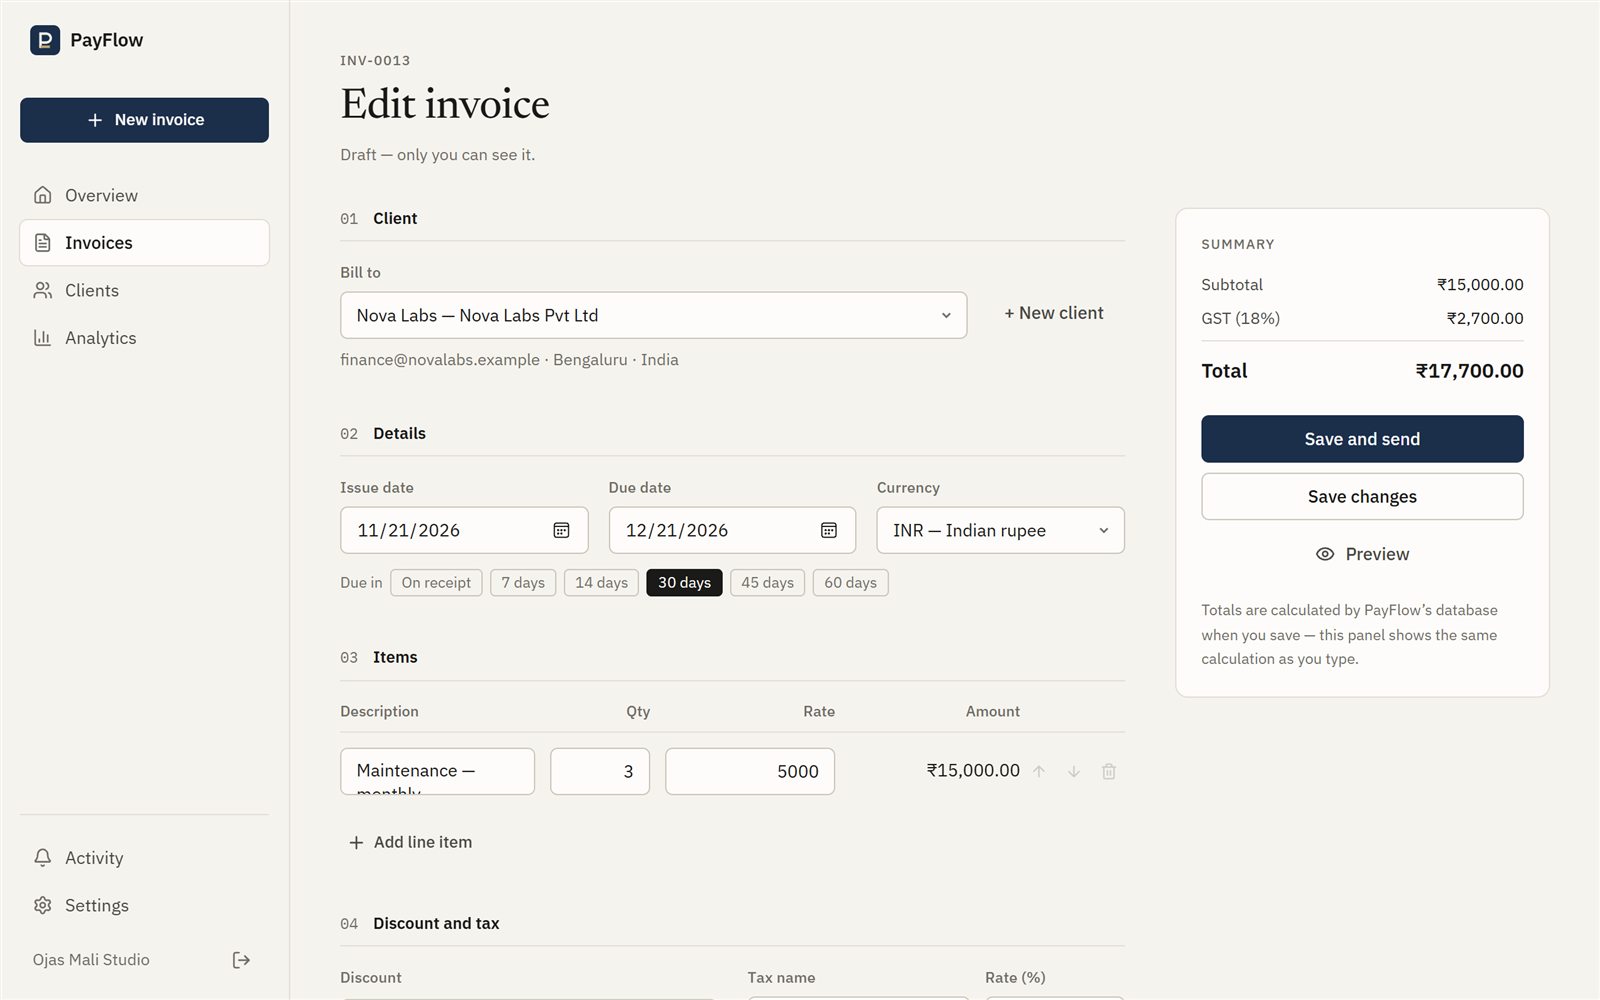 PayFlow
New invoice
Overview
Invoices
Clients
Analytics
Activity
Settings
Ojas Mali Studio
INV-0013
Edit invoice
Draft — only you can see it.
01 Client
Bill to
Nova Labs — Nova Labs Pvt Ltd
+ New client
finance@novalabs.example · Bengaluru · India
02 Details
Issue date Due date Currency
11/21/2026 12/21/2026 INR — Indian rupee
Due in On receipt 7 days 14 days 30 days 45 days 60 days
03 Items
Description Qty Rate Amount
Maintenance — 3 5000 ₹15,000.00
monthly
Add line item
04 Discount and tax
Discount Tax name Rate (%)
SUMMARY
Subtotal ₹15,000.00
GST (18%) ₹2,700.00
Total ₹17,700.00
Save and send
Save changes
Preview
Totals are calculated by PayFlow’s database
when you save — this panel shows the same
calculation as you type.